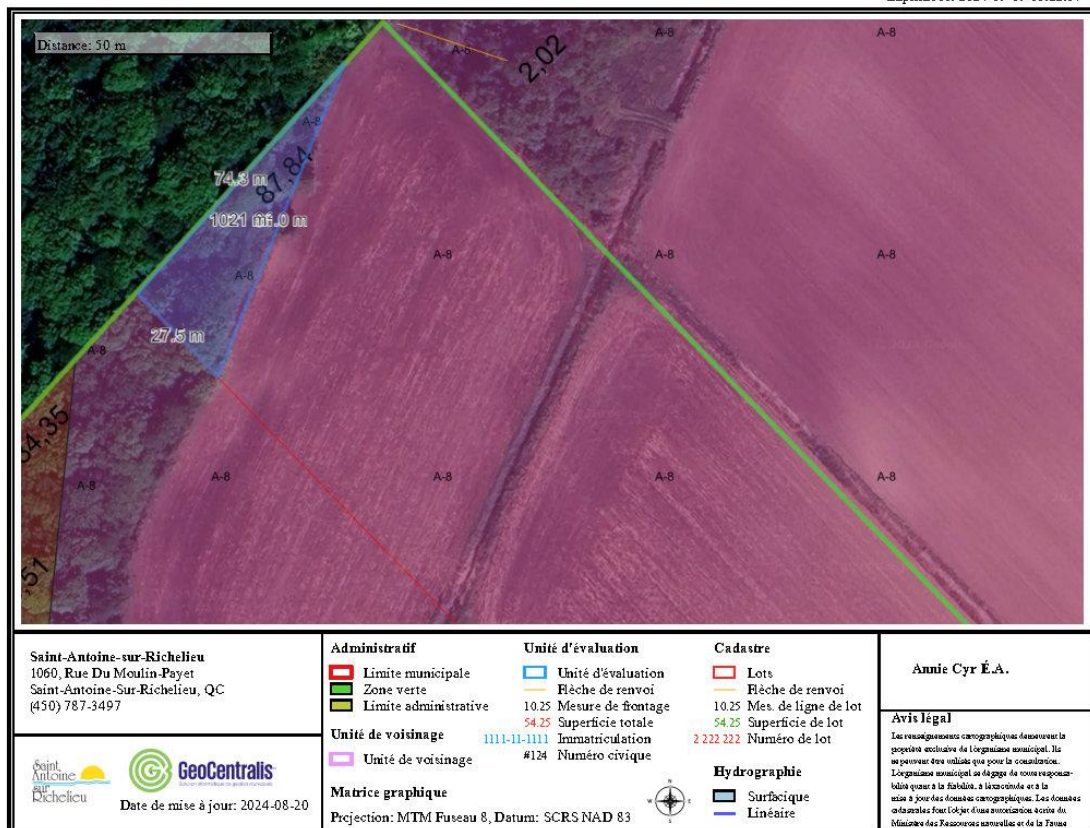 Distance: 50 m
A-8
2,02
A-8
A-8
A-8
87,84
74.3 m
1021 m
.0 m
A-8
A-8
A-8
A-8
27.5 m
A-8
54,35
A-8
A-8
A-8
A-8
A-8
,51
Saint-Antoine-sur-Richelieu
1060, Rue Du Moulin-Payet
Saint-Antoine-Sur-Richelieu, QC
(450) 787-3497
Saint
Antoine
sur
Richelieu
GeoCentralis
Date de mise à jour: 2024-08-20
Administratif
Limite municipale
Zone verte
Limite administrative
Unité de voisinage
Unité de voisinage
Matrice graphique
Projection: MTM Fuseau 8, Datum: SCRS NAD 83
Unité d'évaluation
Unité d'évaluation
Flèche de renvoi
10.25 Mesure de frontage
54.25 Superficie totale
1111-11-1111 Immatriculation
#124 Numéro civique
Cadastre
Lots
Flèche de renvoi
10.25 Mes. de ligne de lot
54.25 Superficie de lot
2 222 222 Numéro de lot
Hydrographie
Surfacique
Linéaire
Annie Cyr É.A.
Avis légal
Les renseignements cartographiques demeurent la
propriété exclusive de l'organisme municipal. Ils
ne peuvent être utilisés que pour la consultation.
L'organisme municipal se dégage de toute responsa-
bilité quant à la fiabilité, à l'exactitude et à la
mise à jour des données cartographiques. Les données
cadastrales font l'objet d'une autorisation écrite du
Ministère des Ressources naturelles et de la Faune